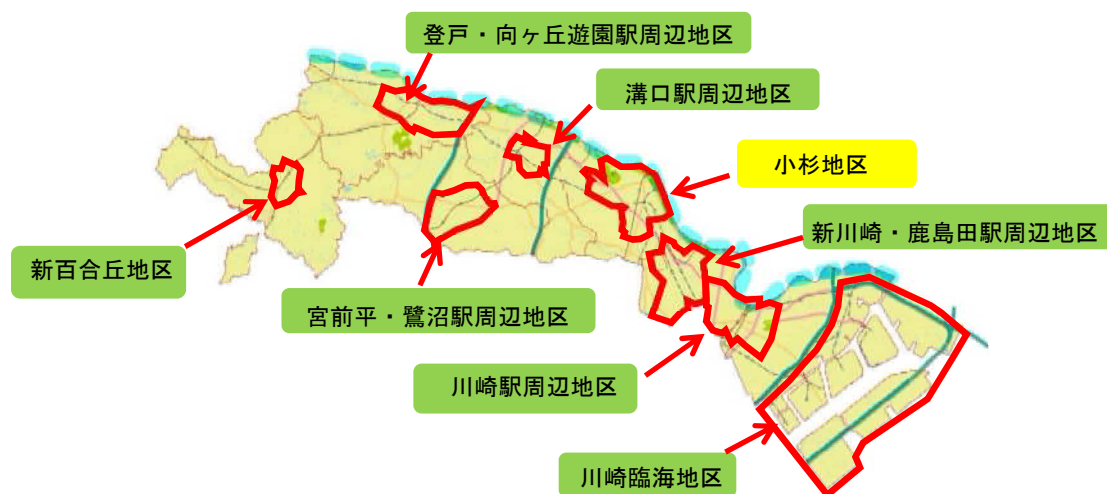 登戸・向ヶ丘遊園駅周辺地区
溝口駅周辺地区
小杉地区
新川崎・鹿島田駅周辺地区
新百合丘地区
宮前平・鷺沼駅周辺地区
川崎駅周辺地区
川崎臨海地区